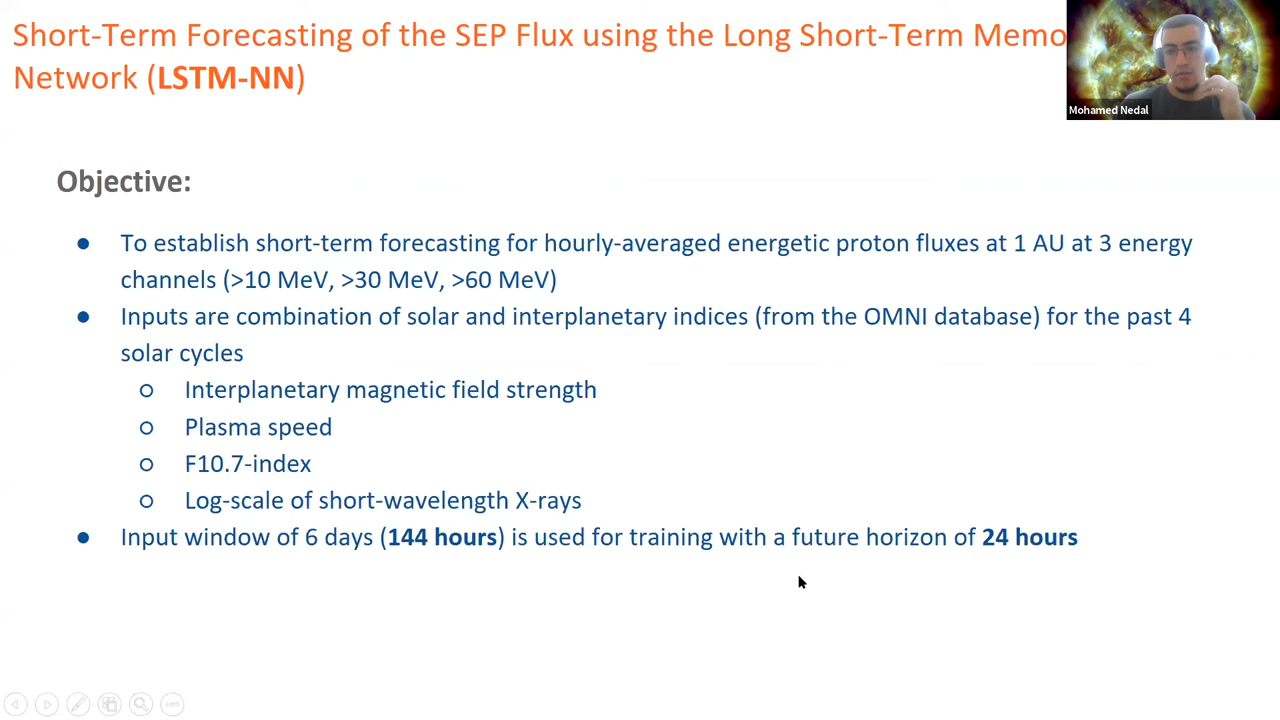 Short-Term Forecasting of the SEP Flux using the Long Short-Term Memo
Network (LSTM-NN)
Mohamed Nedal
Objective:
● To establish short-term forecasting for hourly-averaged energetic proton fluxes at 1 AU at 3 energy
channels (>10 MeV, >30 MeV, >60 MeV)
● Inputs are combination of solar and interplanetary indices (from the OMNI database) for the past 4
solar cycles
○ Interplanetary magnetic field strength
○ Plasma speed
○ F10.7-index
○ Log-scale of short-wavelength X-rays
● Input window of 6 days (144 hours) is used for training with a future horizon of 24 hours